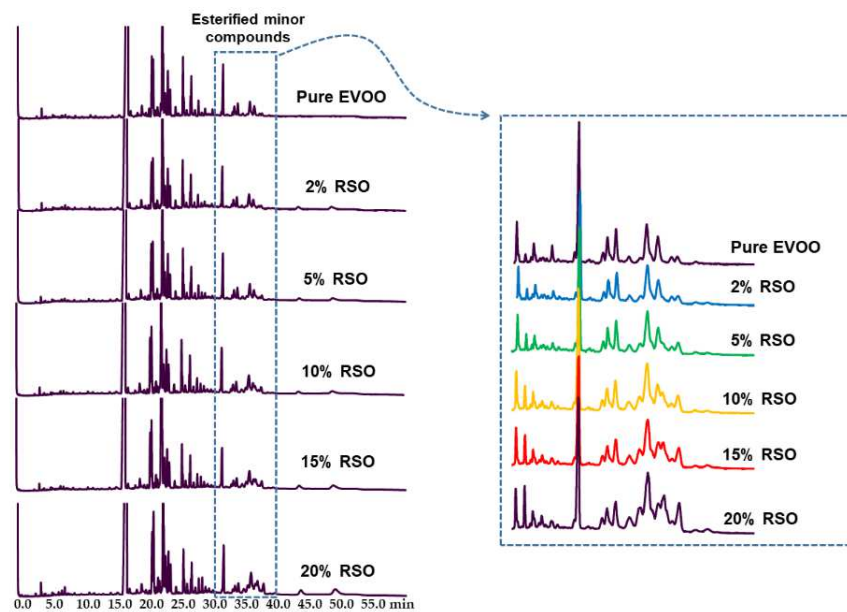 Esterified minor
compounds
Pure EVOO
2% RSO
5% RSO
10% RSO
15% RSO
20% RSO
0.0 5.0 10.0 15.0 20.0 25.0 30.0 35.0 40.0 45.0 50.0 55.0 min
Pure EVOO
2% RSO
5% RSO
10% RSO
15% RSO
20% RSO